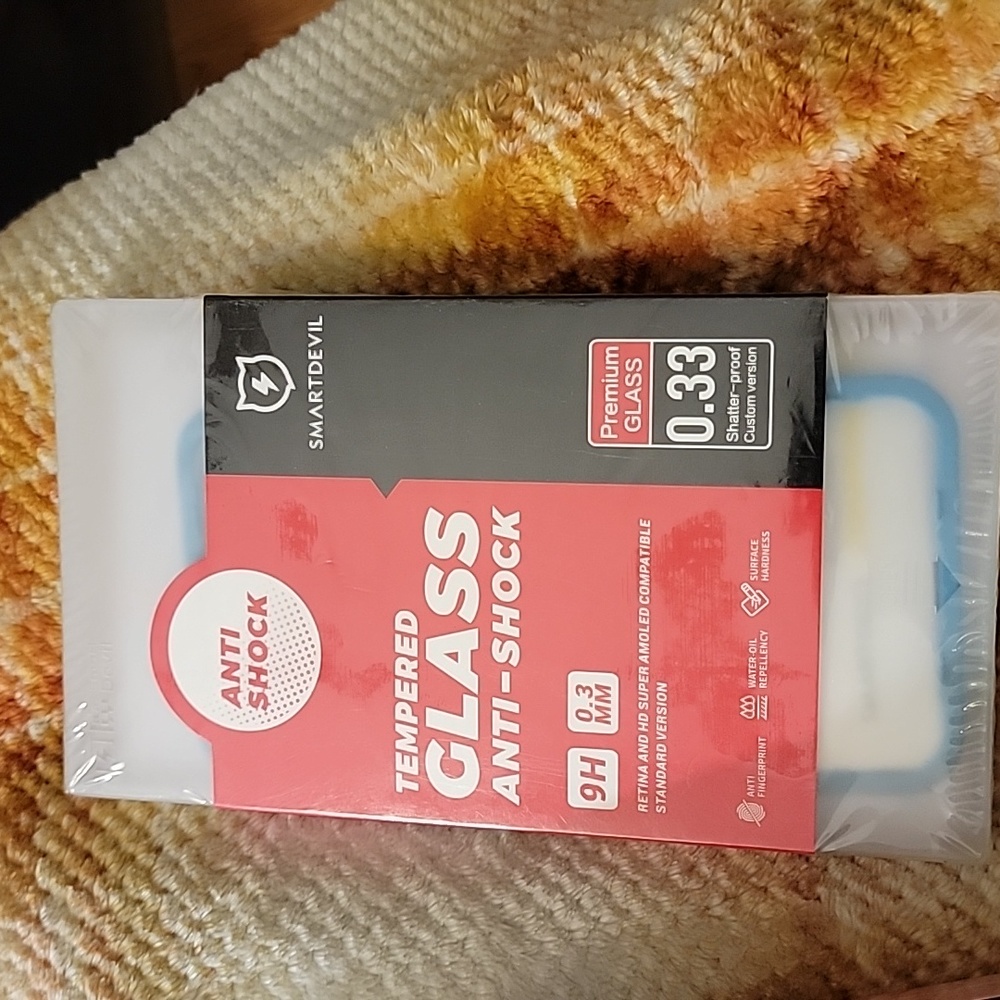 SMARTDEVIL
Premium
GLASS
0.33
Shatter-proof
Custom version
ANTI
SHOCK
TEMPERED
GLASS
ANTI-SHOCK
9H
0.3
MM
RETINA AND HD SUPER AMOLED COMPATIBLE
STANDARD VERSION
ANTI
FINGERPRINT
WATER-OIL
REPELLENCY
SURFACE
HARDNESS